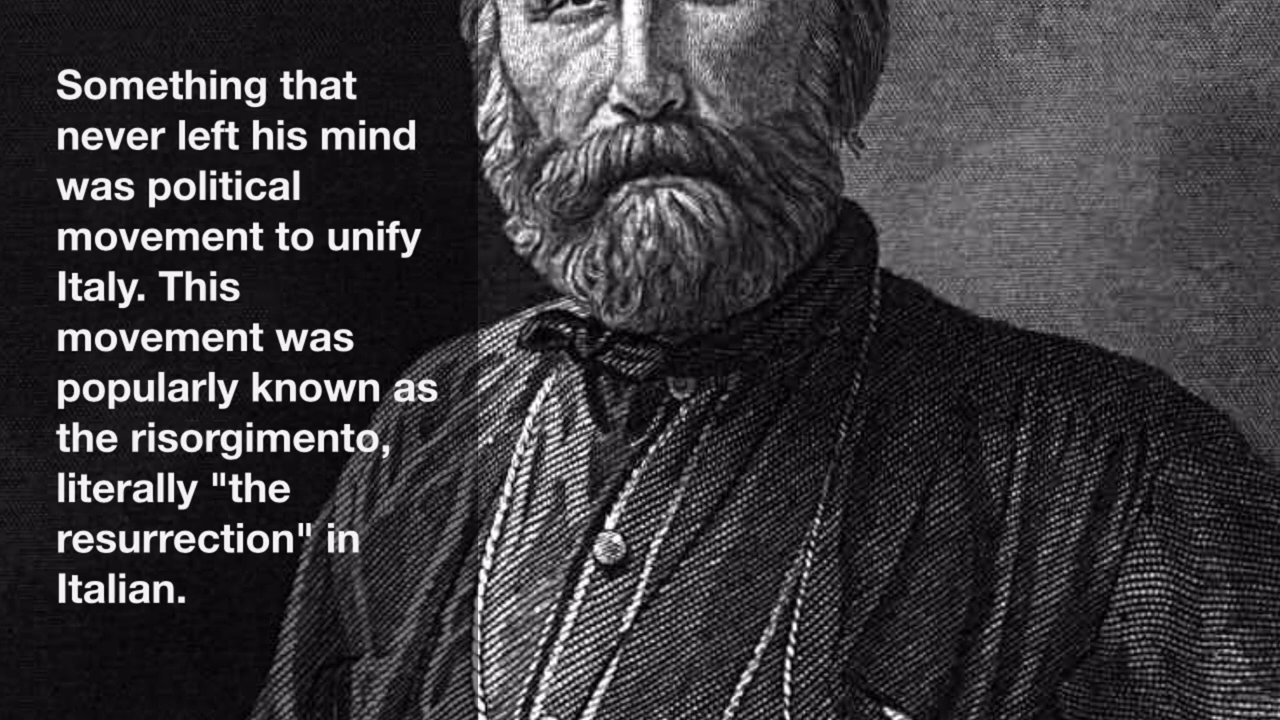 Something that
never left his mind
was political
movement to unify
Italy. This
movement was
popularly known as
the risorgimento,
literally "the
resurrection" in
Italian.